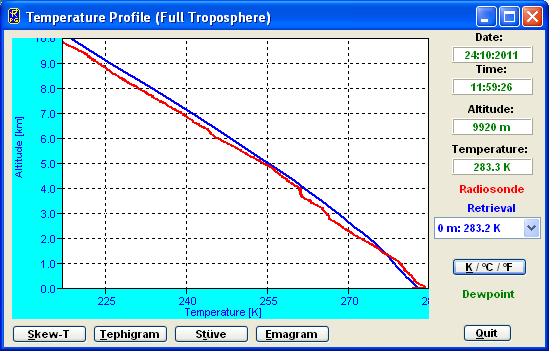 Temperature Profile (Full Troposphere)
10.0
9.0
8.0
7.0
6.0
5.0
4.0
3.0
2.0
1.0
0.0
Altitude [km]
225 240 255 270 28
Temperature [K]
Date:
24:10:2011
Time:
11:59:26
Altitude:
9920 m
Temperature:
283.3 K
Radiosonde
Retrieval
0 m: 283.2 K
K / ºC / ºF
Dewpoint
Skew-T Tephigram Stüve Emagram Quit